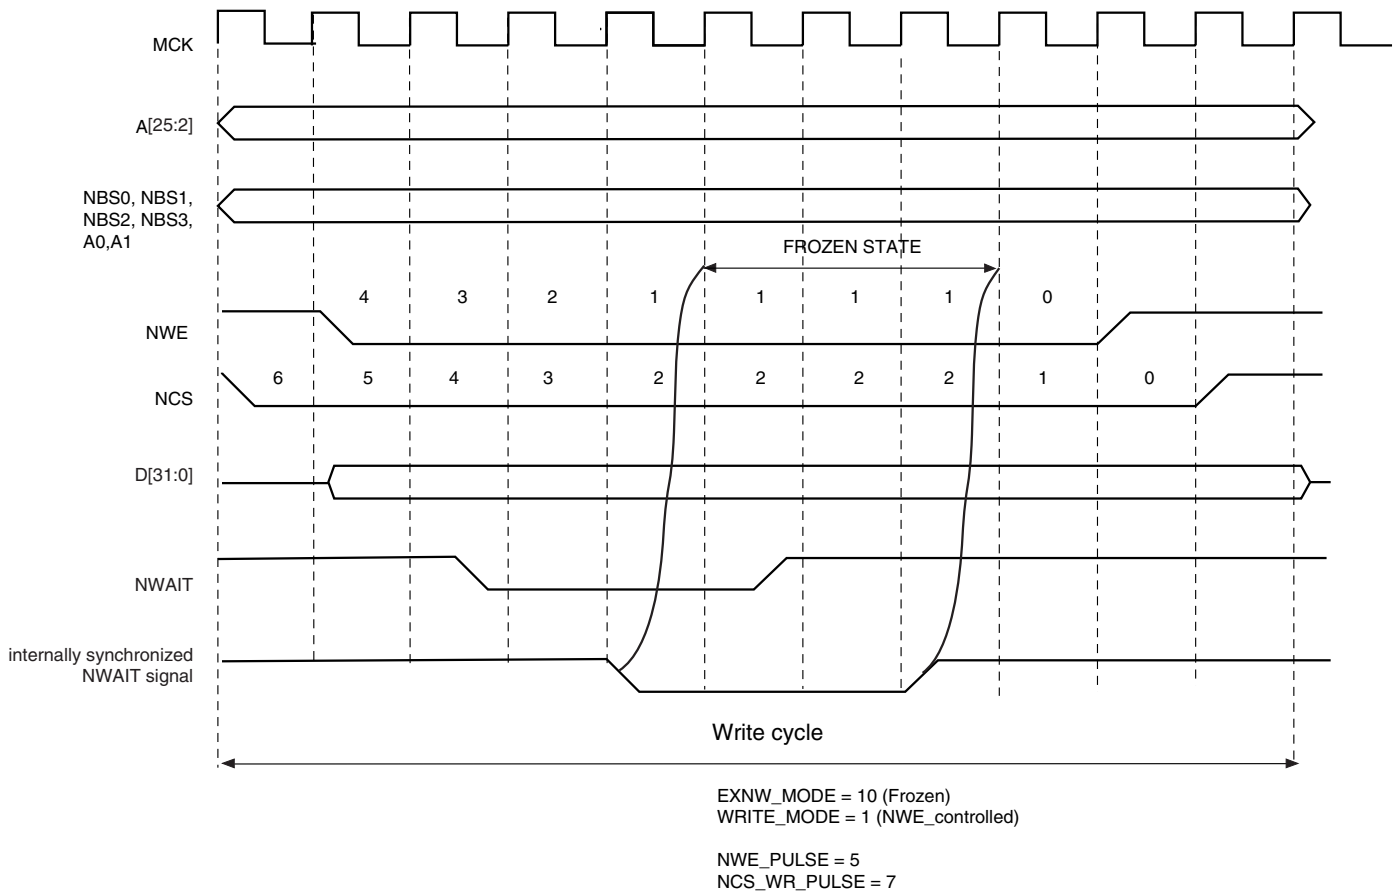 MCK
A[25:2]
NBS0, NBS1,
NBS2, NBS3,
A0,A1
FROZEN STATE
4 3 2 1 1 1 1 0
NWE
6 5 4 3 2 2 2 2 1 0
NCS
D[31:0]
NWAIT
internally synchronized
NWAIT signal
Write cycle
EXNW_MODE = 10 (Frozen)
WRITE_MODE = 1 (NWE_controlled)
NWE_PULSE = 5
NCS_WR_PULSE = 7